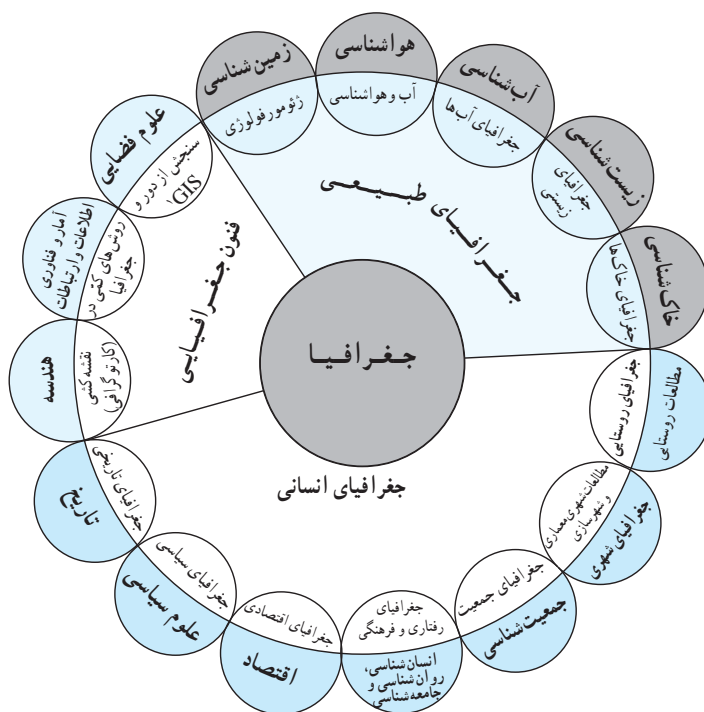 هواشناسی
آب و هواشناسی
آب‌شناسی
جغرافیای آب‌ها
زیست‌شناسی
جغرافیای
زیستی
خاک‌شناسی
جغرافیای خاک‌ها
مطالعات روستایی
جغرافیای روستایی
جغرافیای شهری
مطالعات شهری معماری
و شهرسازی
جمعیت‌شناسی
جغرافیای جمعیت
جغرافیای
رفتاری و فرهنگی
انسان‌شناسی،
روان‌شناسی و
جامعه‌شناسی
جغرافیای اقتصادی
اقتصاد
جغرافیای سیاسی
علوم سیاسی
جغرافیای تاریخی
تاریخ
هندسه
نقشه کشی
(کارتوگرافی)
آمار و فناوری
اطلاعات و ارتباطات
روش‌های کمّی در
جغرافیا
علوم فضایی
سنجش از دور و
GIS\
زمین‌شناسی
ژئومورفولوژی
جغرافیای طبیعی
فنون جغرافیایی
جغرافیا
جغرافیای انسانی